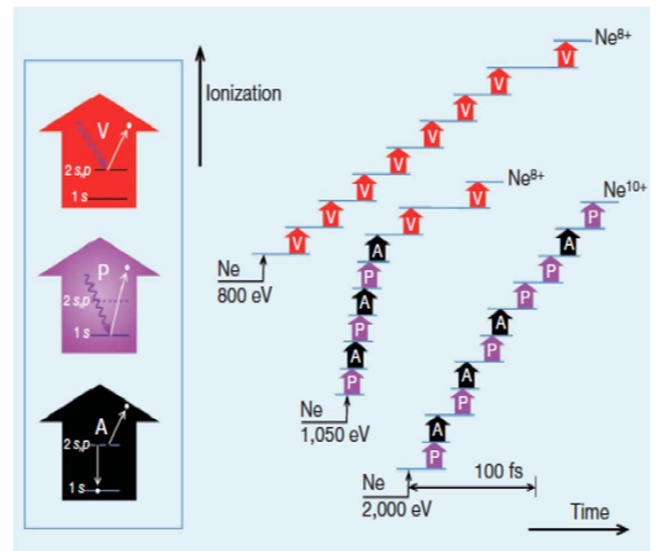 Ionization
V
2 s,p
1 s
P
2 s,p
1 s
A
2 s,p
1 s
Ne
800 eV
V
V
V
V
V
V
V
V
Ne8+
Ne
1,050 eV
P
A
P
A
P
A
V
V
Ne8+
Ne
2,000 eV
P
A
P
A
P
A
P
P
A
P
Ne10+
100 fs
Time